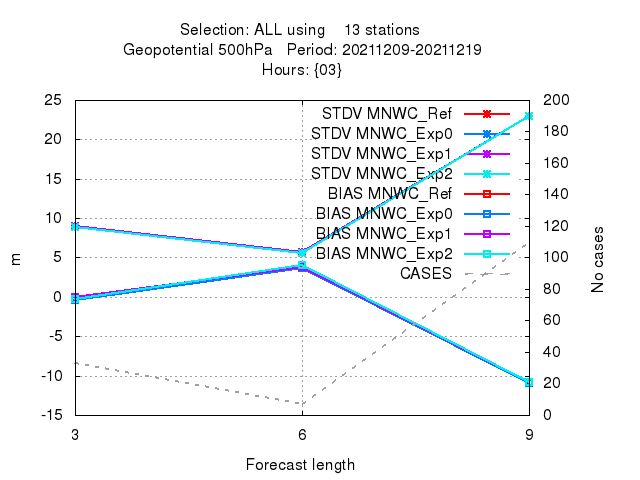 Selection: ALL using    13 stations
Geopotential 500hPa   Period: 20211209-20211219
Hours: {03}
25
20
15
10
5
0
-5
-10
-15
m
200
180
160
140
120
100
80
60
40
20
0
No cases
STDV MNWC_Ref
STDV MNWC_Exp0
STDV MNWC_Exp1
STDV MNWC_Exp2
BIAS MNWC_Ref
BIAS MNWC_Exp0
BIAS MNWC_Exp1
BIAS MNWC_Exp2
CASES
3 6 9
Forecast length